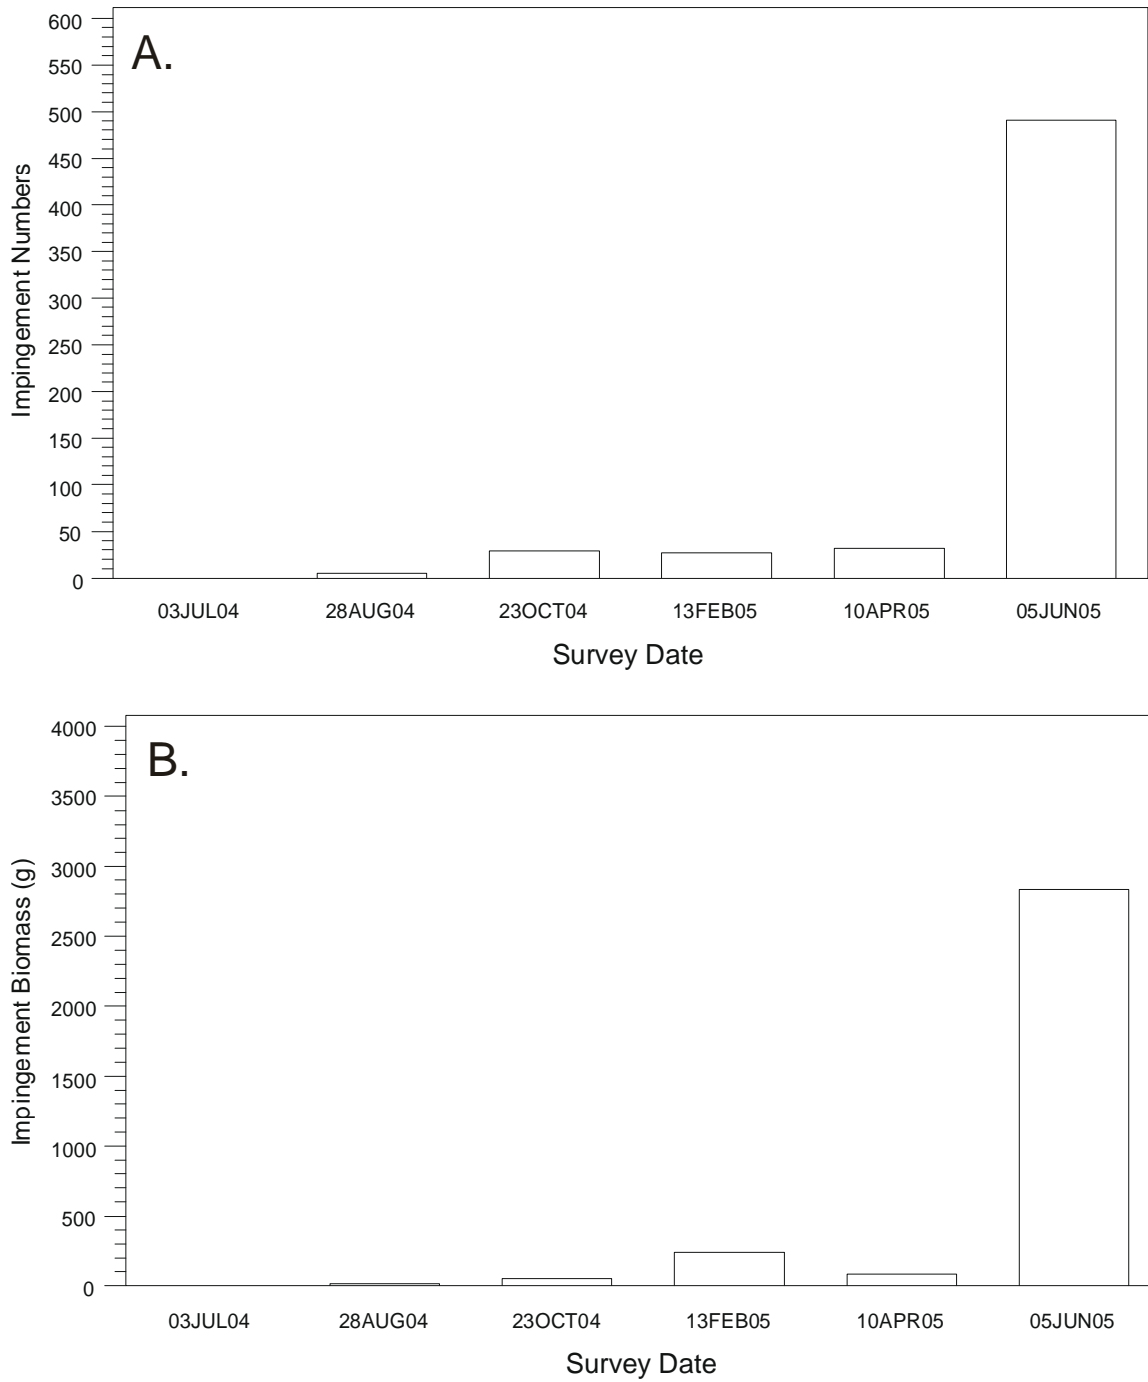 A.
600
550
500
450
400
350
300
250
200
150
100
50
0
Impingement Numbers
03JUL04 28AUG04 23OCT04 13FEB05 10APR05 05JUN05
Survey Date
B.
4000
3500
3000
2500
2000
1500
1000
500
0
Impingement Biomass (g)
03JUL04 28AUG04 23OCT04 13FEB05 10APR05 05JUN05
Survey Date